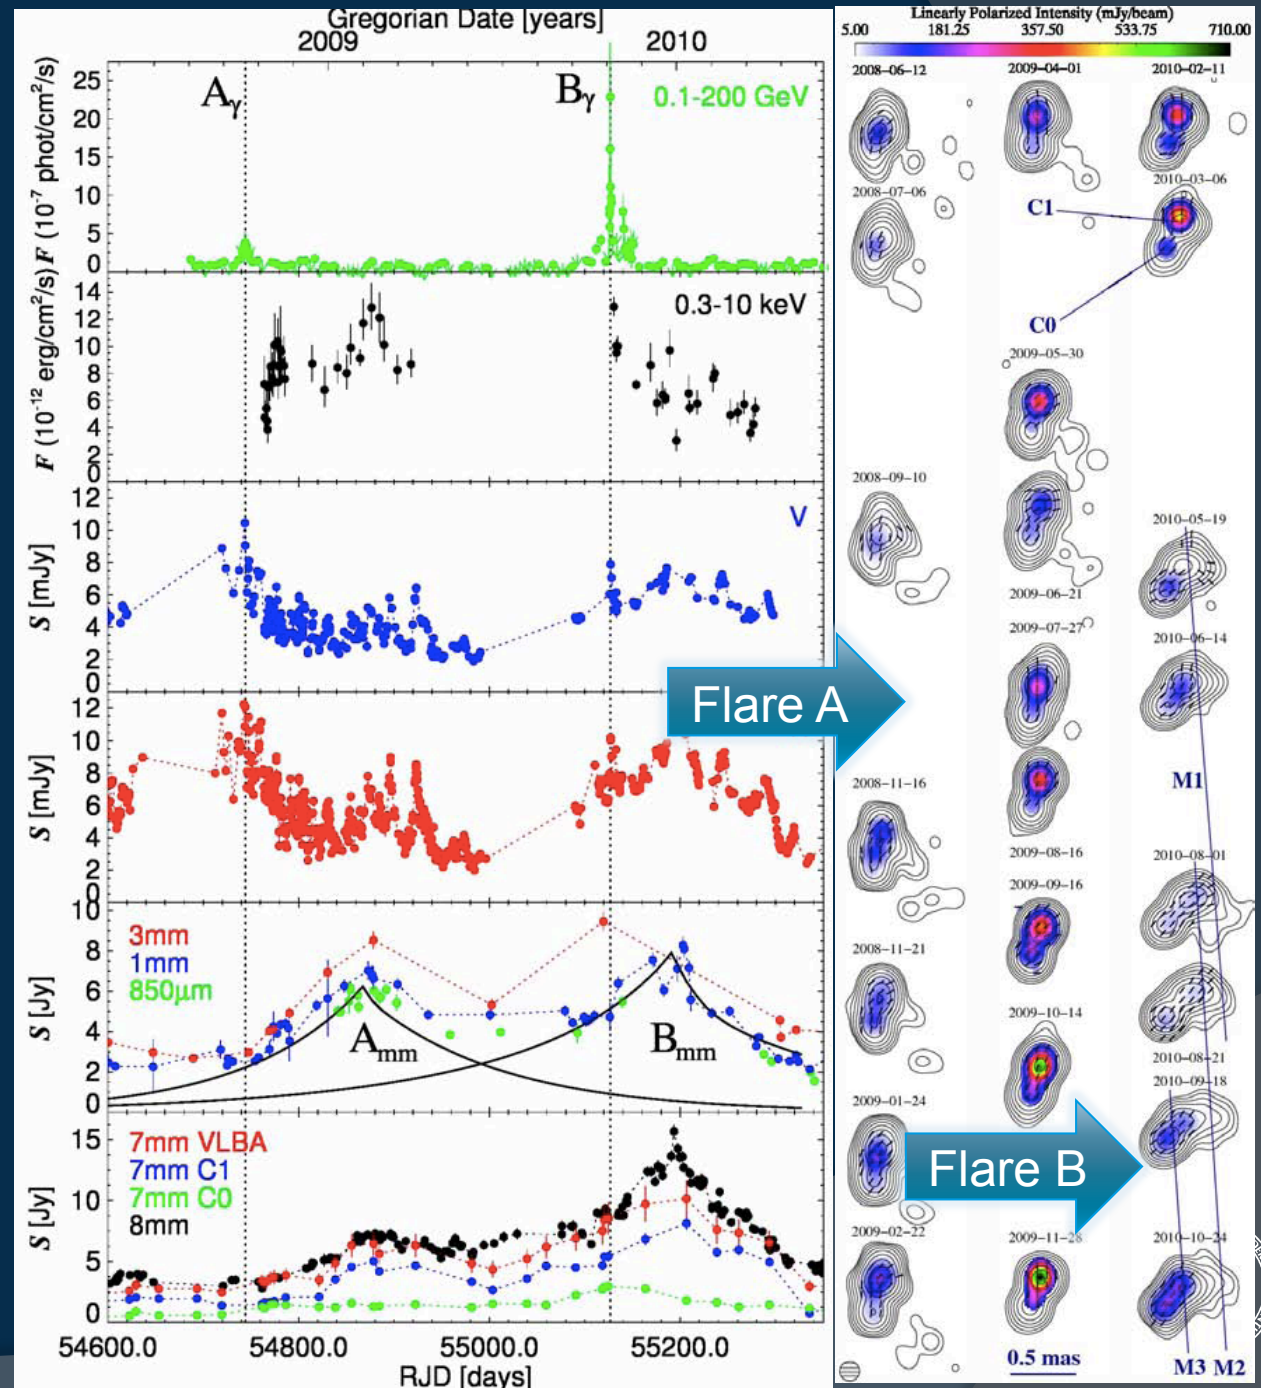 Gregorian Date [years]
2009 2010
F (10⁻⁷ phot/cm²/s)
25
20
15
10
5
0
Aγ
Bγ
0.1-200 GeV
F (10⁻¹² erg/cm²/s)
14
12
10
8
6
4
2
0
0.3-10 keV
S [mJy]
12
10
8
6
4
2
0
V
S [mJy]
12
10
8
6
4
2
0
S [Jy]
10
8
6
4
2
0
3mm
1mm
850µm
Amm
Bmm
S [Jy]
15
10
5
0
7mm VLBA
7mm C1
7mm C0
8mm
54600.0 54800.0 55000.0 55200.0
RJD [days]
Flare A
Flare B
Linearly Polarized Intensity (mJy/beam)
5.00 181.25 357.50 533.75 710.00
2008-06-12
2008-07-06
2008-09-10
2008-11-16
2008-11-21
2009-01-24
2009-02-22
2009-04-01
C1
C0
2009-05-30
2009-06-21
2009-07-27
2009-08-16
2009-09-16
2009-10-14
2009-11-28
0.5 mas
2010-02-11
2010-03-06
2010-05-19
2010-06-14
M1
2010-08-01
2010-08-21
2010-09-18
2010-10-24
M3 M2